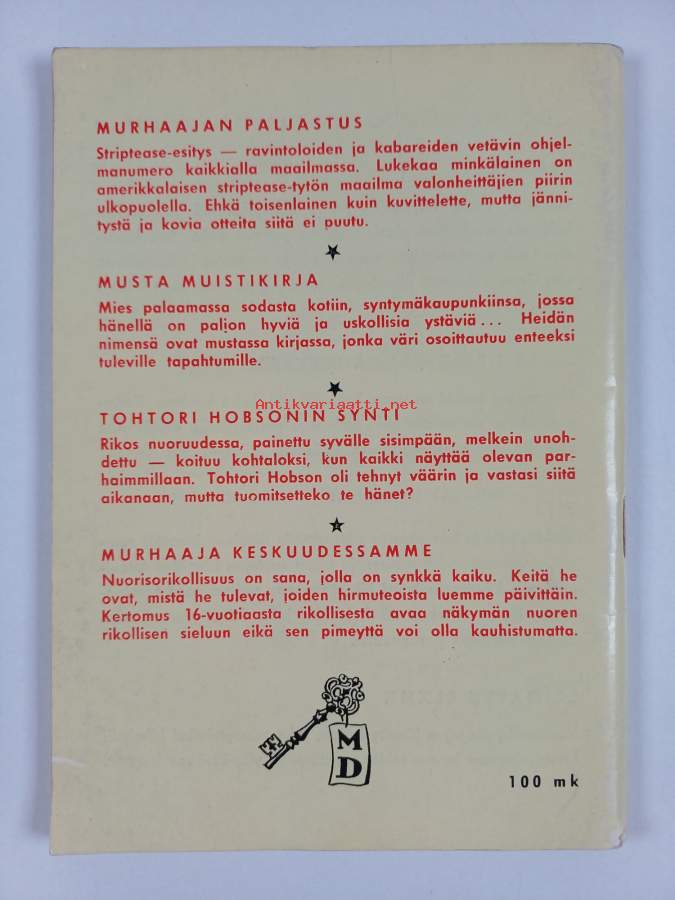 MURHAAJAN PALJASTUS
Striptease-esitys — ravintoloiden ja kabareiden vetävin ohjel-
manumero kaikkialla maailmassa. Lukekaa minkälainen on
amerikkalaisen striptease-tytön maailma valonheittäjien piirin
ulkopuolella. Ehkä toisenlainen kuin kuvittelette, mutta jänni-
tystä ja kovia otteita siitä ei puutu.
MUSTA MUISTIKIRJA
Mies palaamassa sodasta kotiin, syntymäkaupunkiinsa, jossa
hänellä on paljon hyviä ja uskollisia ystäviä... Heidän
nimensä ovat mustassa kirjassa, jonka väri osoittautuu enteeksi
tuleville tapahtumille.
Antikvariaatti.net
TOHTORI HOBSONIN SYNTI
Rikos nuoruudessa, painettu syvälle sisimpään, melkein unoh-
dettu — koituu kohtaloksi, kun kaikki näyttää olevan par-
haimmillaan. Tohtori Hobson oli tehnyt väärin ja vastasi siitä
aikanaan, mutta tuomitsetteko te hänet?
MURHAAJA KESKUUDESSAMME
Nuorisorikollisuus on sana, jolla on synkkä kaiku. Keitä he
ovat, mistä he tulevat, joiden hirmuteoista luemme päivittäin.
Kertomus 16-vuotiaasta rikollisesta avaa näkymän nuoren
rikollisen sieluun eikä sen pimeyttä voi olla kauhistumatta.
M
D
100 mk